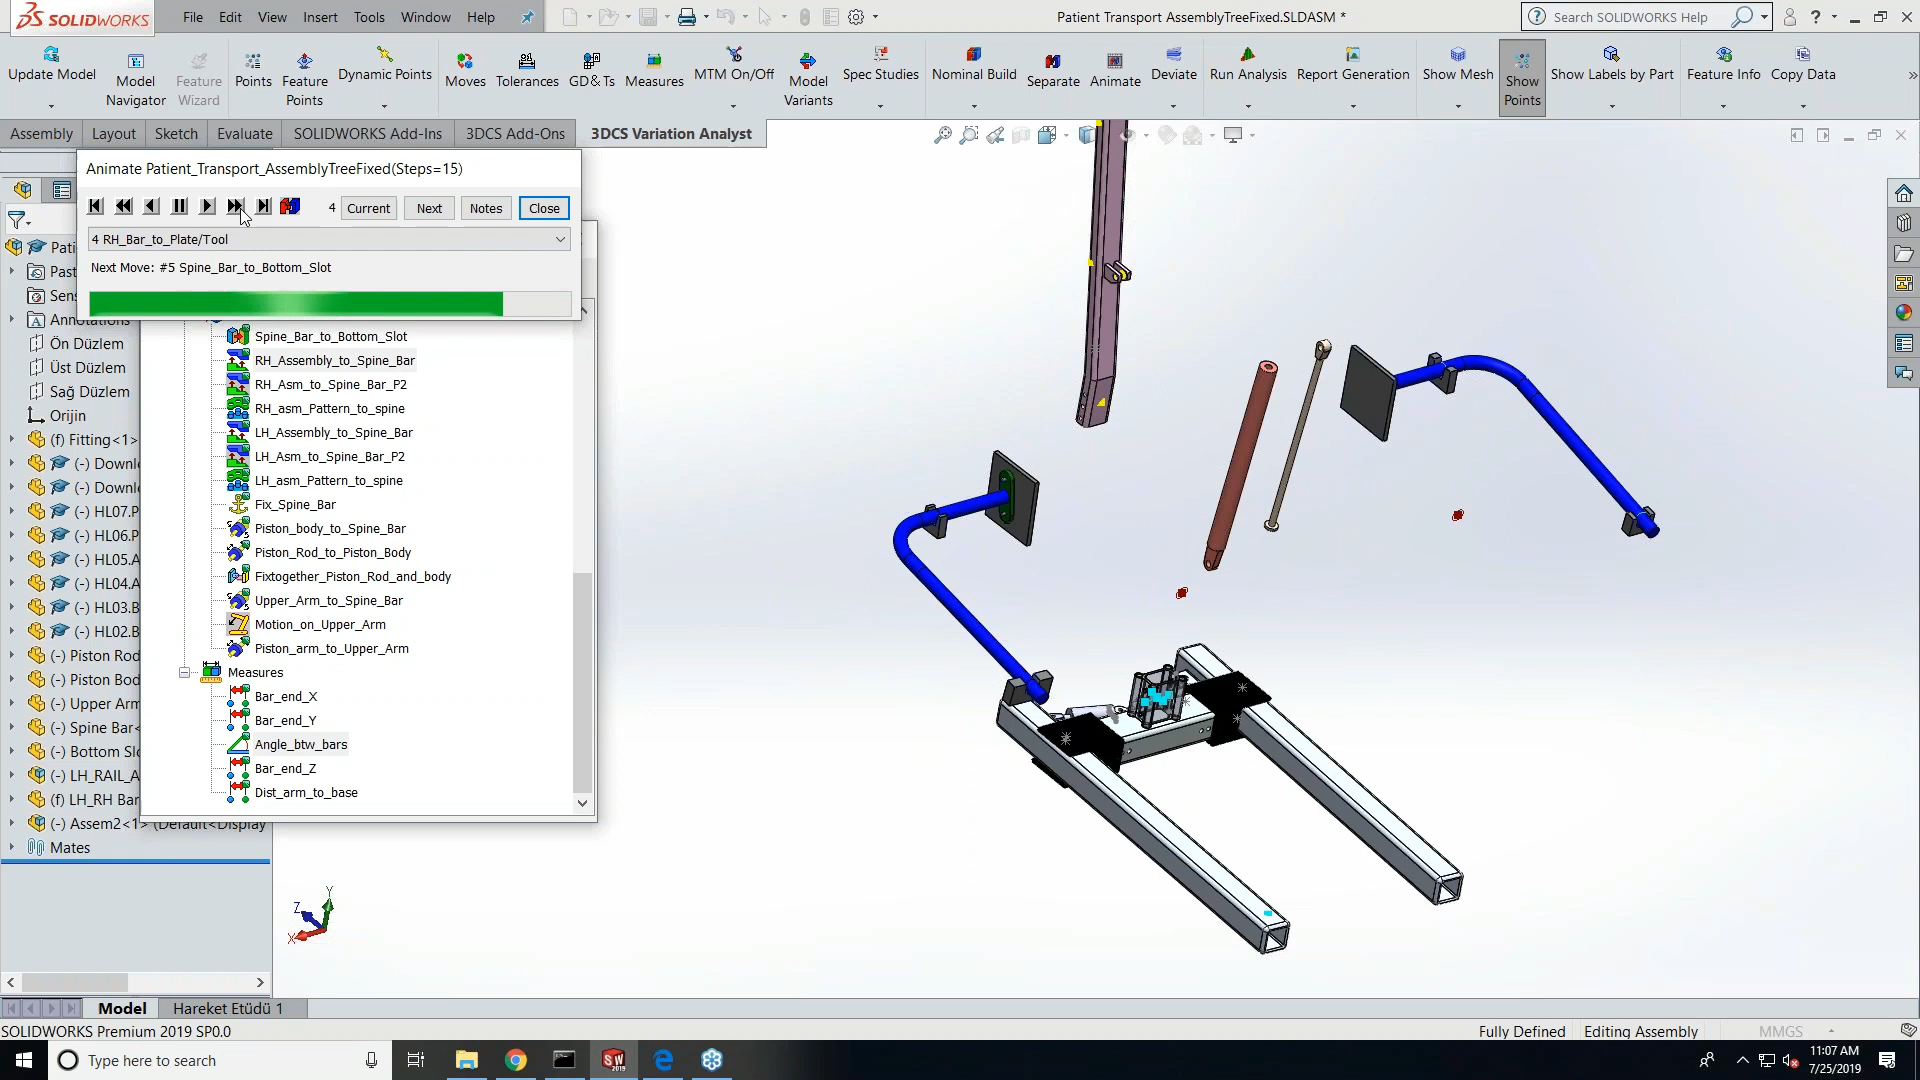 SOLIDWORKS
File Edit View Insert Tools Window Help
Patient Transport AssemblyTreeFixed.SLDASM *
Search SOLIDWORKS Help
Update Model
Model Navigator
Feature Wizard
Points
Feature Points
Dynamic Points
Moves
Tolerances
GD&Ts
Measures
MTM On/Off
Model Variants
Spec Studies
Nominal Build
Separate
Animate
Deviate
Run Analysis
Report Generation
Show Mesh
Show Points
Show Labels by Part
Feature Info
Copy Data
Assembly Layout Sketch Evaluate SOLIDWORKS Add-Ins 3DCS Add-Ons 3DCS Variation Analyst
Animate Patient_Transport_AssemblyTreeFixed(Steps=15)
4 Current Next Notes Close
4 RH_Bar_to_Plate/Tool
Next Move: #5 Spine_Bar_to_Bottom_Slot
Pati
Past
Sens
Annotations
Ön Düzlem
Üst Düzlem
Sağ Düzlem
Orijin
(f) Fitting<1>
(-) Downl
(-) Downl
(-) HL07.P
(-) HL06.P
(-) HL05.A
(-) HL04.A
(-) HL03.B
(-) HL02.B
(-) Piston Rod
(-) Piston Bod
(-) Upper Arm
(-) Spine Bar<
(-) Bottom Slo
(-) LH_RAIL_A
(f) LH_RH Bar
(-) Assem2<1> (Default<Display
Mates
Spine_Bar_to_Bottom_Slot
RH_Assembly_to_Spine_Bar
RH_Asm_to_Spine_Bar_P2
RH_asm_Pattern_to_spine
LH_Assembly_to_Spine_Bar
LH_Asm_to_Spine_Bar_P2
LH_asm_Pattern_to_spine
Fix_Spine_Bar
Piston_body_to_Spine_Bar
Piston_Rod_to_Piston_Body
Fixtogether_Piston_Rod_and_body
Upper_Arm_to_Spine_Bar
Motion_on_Upper_Arm
Piston_arm_to_Upper_Arm
Measures
Bar_end_X
Bar_end_Y
Angle_btw_bars
Bar_end_Z
Dist_arm_to_base
Y
Z
X
Model Hareket Etüdü 1
SOLIDWORKS Premium 2019 SP0.0
Fully Defined Editing Assembly MMGS
Type here to search
SW
2019
11:07 AM
7/25/2019